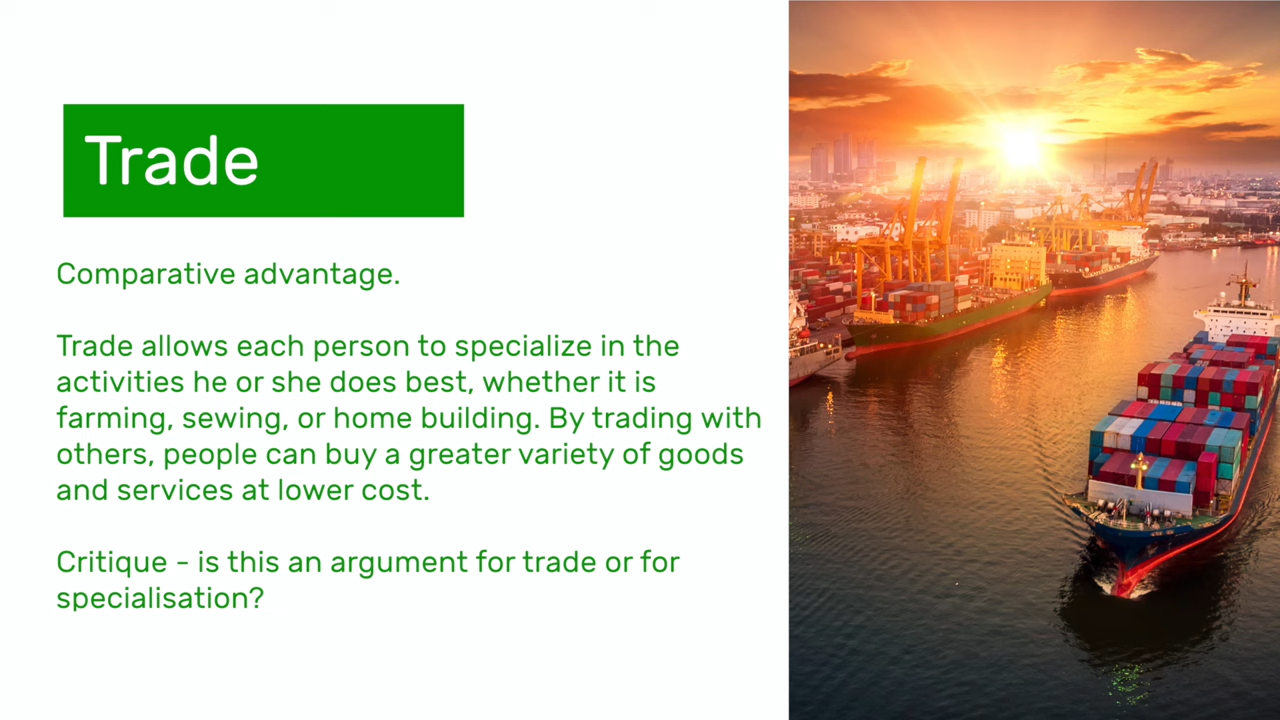 Trade
Comparative advantage.
Trade allows each person to specialize in the
activities he or she does best, whether it is
farming, sewing, or home building. By trading with
others, people can buy a greater variety of goods
and services at lower cost.
Critique - is this an argument for trade or for
specialisation?